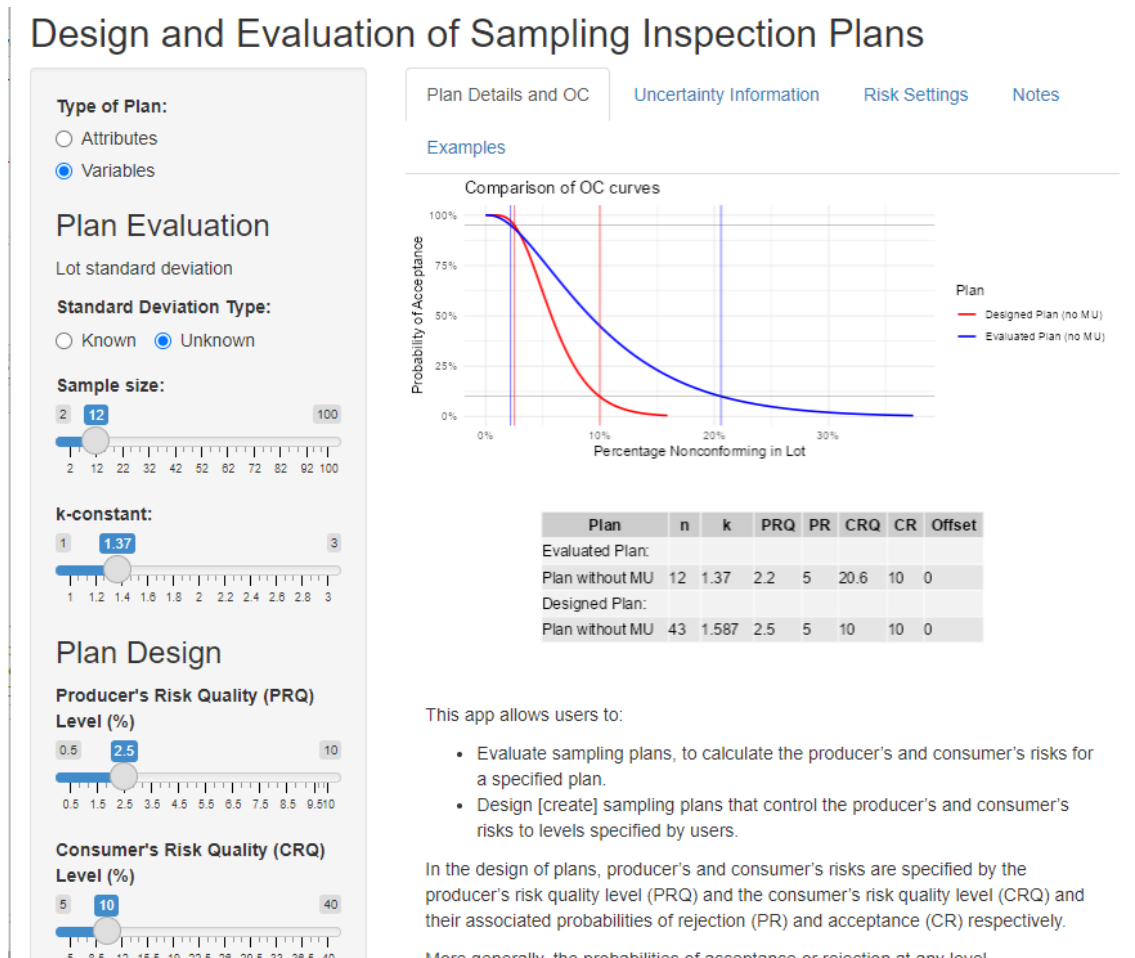 Design and Evaluation of Sampling Inspection Plans
Type of Plan:
Attributes
Variables
Plan Evaluation
Lot standard deviation
Standard Deviation Type:
Known Unknown
Sample size:
2 12 100
2 12 22 32 42 52 62 72 82 92 100
k-constant:
1 1.37 3
1 1.2 1.4 1.6 1.8 2 2.2 2.4 2.6 2.8 3
Plan Design
Producer's Risk Quality (PRQ)
Level (%)
0.5 2.5 10
0.5 1.5 2.5 3.5 4.5 5.5 6.5 7.5 8.5 9.510
Consumer's Risk Quality (CRQ)
Level (%)
5 10 40
Plan Details and OC Uncertainty Information Risk Settings Notes
Examples
Comparison of OC curves
Probability of Acceptance
100%
75%
50%
25%
0%
0% 10% 20% 30%
Percentage Nonconforming in Lot
Plan
Designed Plan (no MU)
Evaluated Plan (no MU)
Plan n k PRQ PR CRQ CR Offset
Evaluated Plan:
Plan without MU 12 1.37 2.2 5 20.6 10 0
Designed Plan:
Plan without MU 43 1.587 2.5 5 10 10 0
This app allows users to:
• Evaluate sampling plans, to calculate the producer's and consumer's risks for
a specified plan.
• Design [create] sampling plans that control the producer's and consumer's
risks to levels specified by users.
In the design of plans, producer's and consumer's risks are specified by the
producer's risk quality level (PRQ) and the consumer's risk quality level (CRQ) and
their associated probabilities of rejection (PR) and acceptance (CR) respectively.
More generally, the probabilities of acceptance or rejection at any level